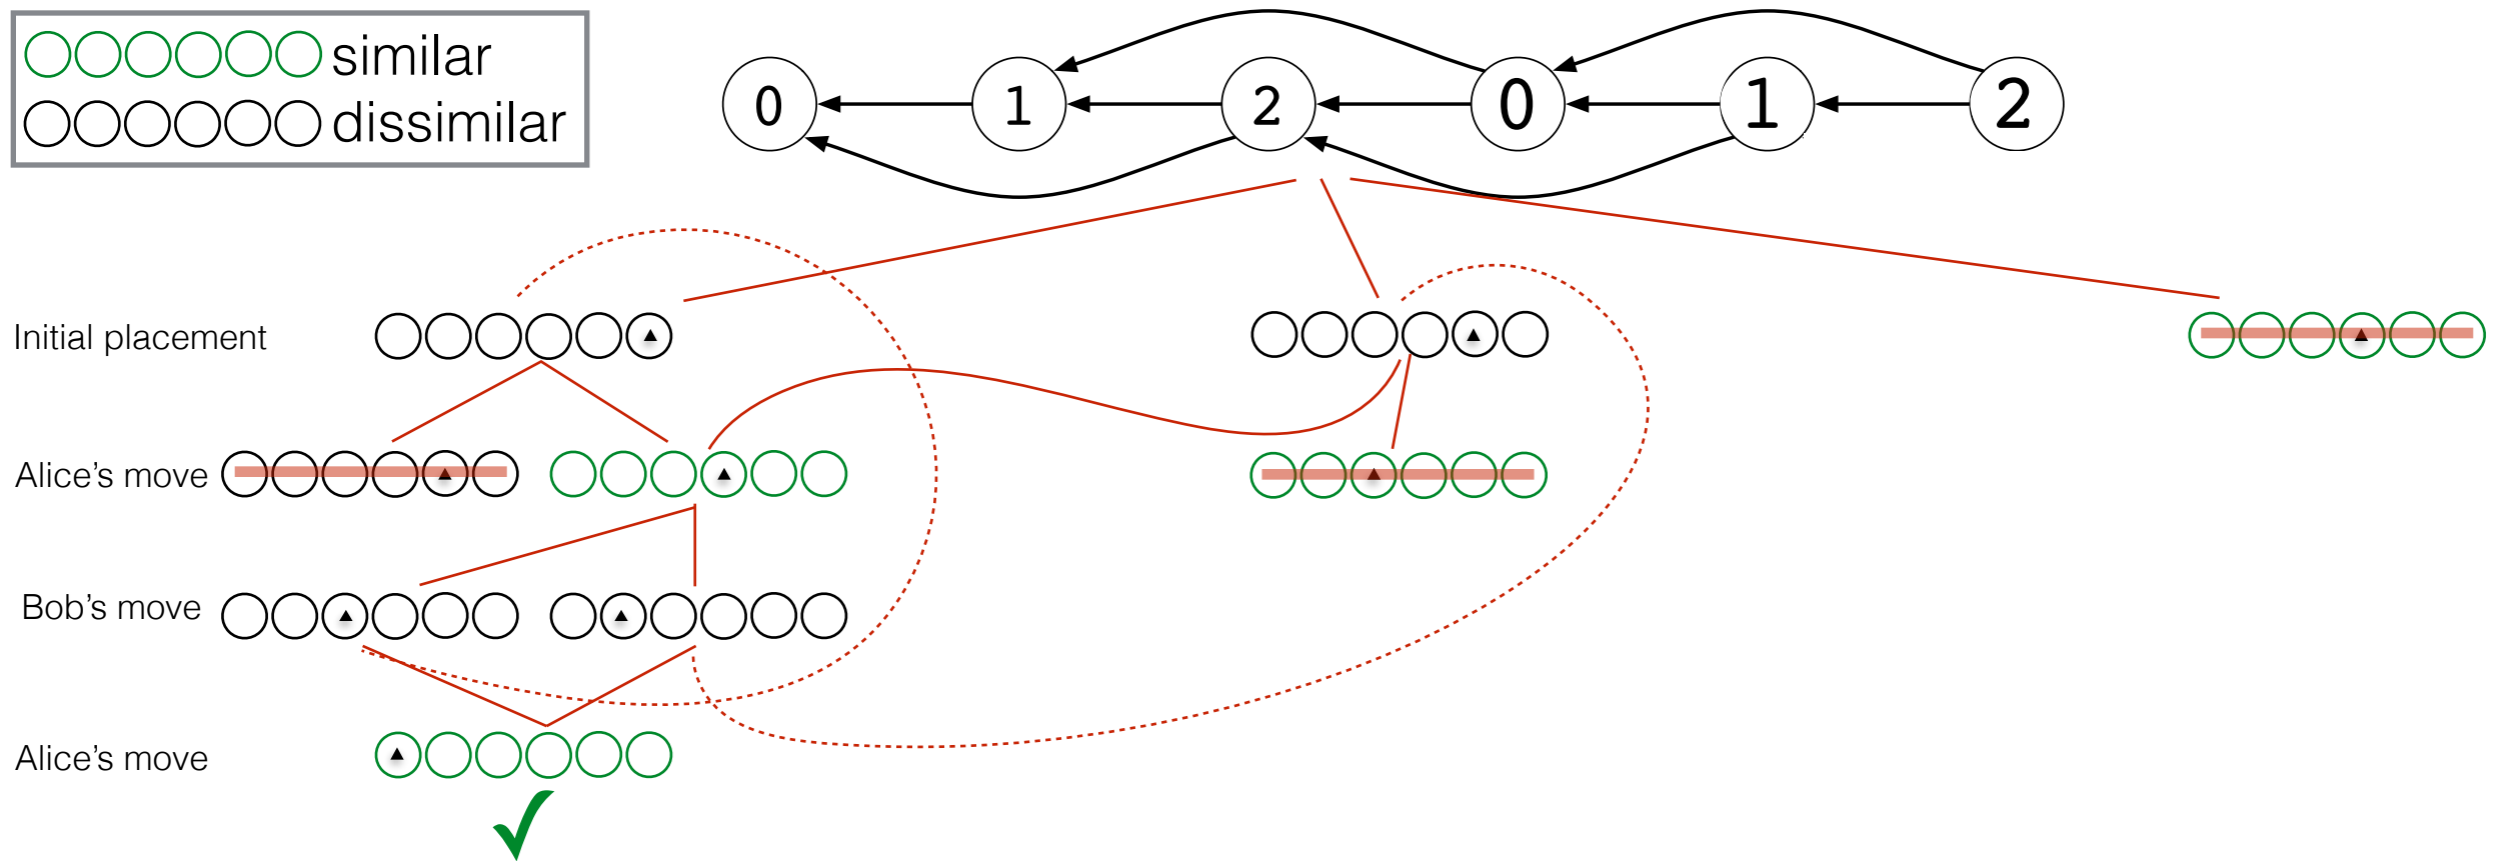 similar
dissimilar
0 1 2 0 1 2
Initial placement
Alice’s move
Bob’s move
Alice’s move